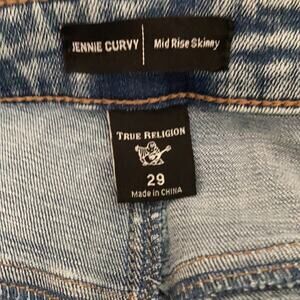 JENNIE CURVY | Mid Rise Skinny
TRUE RELIGION
29
Made in CHINA